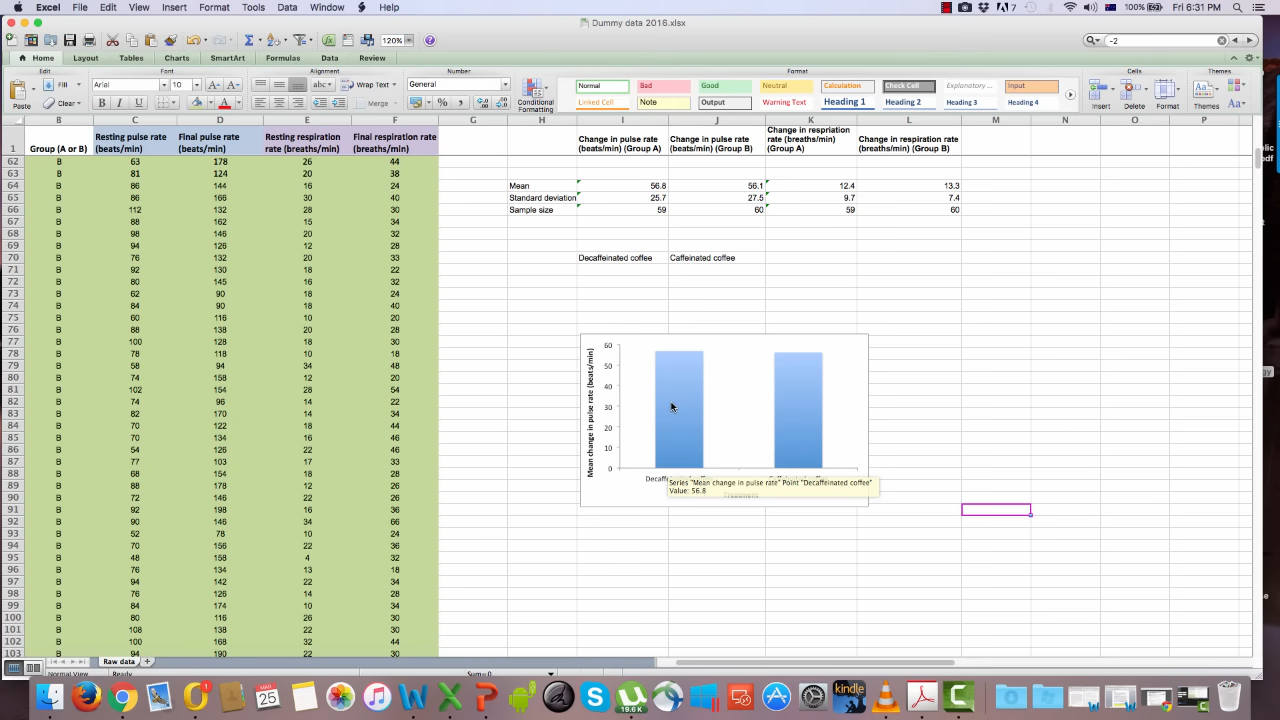 Excel File Edit View Insert Format Tools Data Window Help 7 100% Fri 6:31 PM
Dummy data 2016.xlsx
120% -2
Home Layout Tables Charts SmartArt Formulas Data Review
Edit Font Alignment Number Format Cells Themes
Paste Fill Arial 10 Wrap Text General Normal Bad Good Neutral Calculation Check Cell Explanatory... Input
Clear B I U Merge Conditional Formatting Linked Cell Note Output Warning Text Heading 1 Heading 2 Heading 3 Heading 4 Insert Delete Format Themes Aa
B C D E F G H I J K L M N O P
1 Group (A or B) Resting pulse rate (beats/min) Final pulse rate (beats/min) Resting respiration rate (breaths/min) Final respiration rate (breaths/min) Change in pulse rate (beats/min) (Group A) Change in pulse rate (beats/min) (Group B) Change in respriation rate (breaths/min) (Group A) Change in respiration rate (breaths/min) (Group B)
62 B 63 178 26 44
63 B 81 124 20 38
64 B 86 144 16 24 Mean 56.8 56.1 12.4 13.3
65 B 86 166 30 40 Standard deviation 25.7 27.5 9.7 7.4
66 B 112 132 28 30 Sample size 59 60 59 60
67 B 88 162 15 34
68 B 98 146 20 32
69 B 94 126 12 28
70 B 76 132 20 33 Decaffeinated coffee Caffeinated coffee
71 B 92 130 18 22
72 B 80 145 16 32
73 B 62 90 18 24
74 B 84 90 18 40
75 B 60 116 10 20
76 B 88 138 20 28
77 B 100 128 18 30
78 B 78 118 10 18
79 B 58 94 34 48
80 B 74 158 12 20
81 B 102 154 28 54
82 B 74 96 14 22
83 B 82 170 14 34
84 B 70 122 18 44
85 B 70 134 16 46
86 B 54 126 22 46
87 B 77 103 17 33
88 B 68 154 18 28
89 B 88 178 14 28
90 B 72 146 22 26
91 B 92 198 16 36
92 B 90 146 34 66
93 B 52 78 10 24
94 B 70 156 22 36
95 B 48 158 4 32
96 B 76 134 13 18
97 B 94 142 22 34
98 B 76 126 14 28
99 B 84 174 10 34
100 B 80 116 26 30
101 B 108 138 22 30
102 B 100 168 32 44
103 B 94 190 22 30
Mean change in pulse rate (beats/min)
60
50
40
30
20
10
0
Series "Mean change in pulse rate" Point "Decaffeinated coffee"
Value: 56.8
Treatment
Raw data
Normal View Ready Sum=0
MAR 25 1 19.6 K kindle